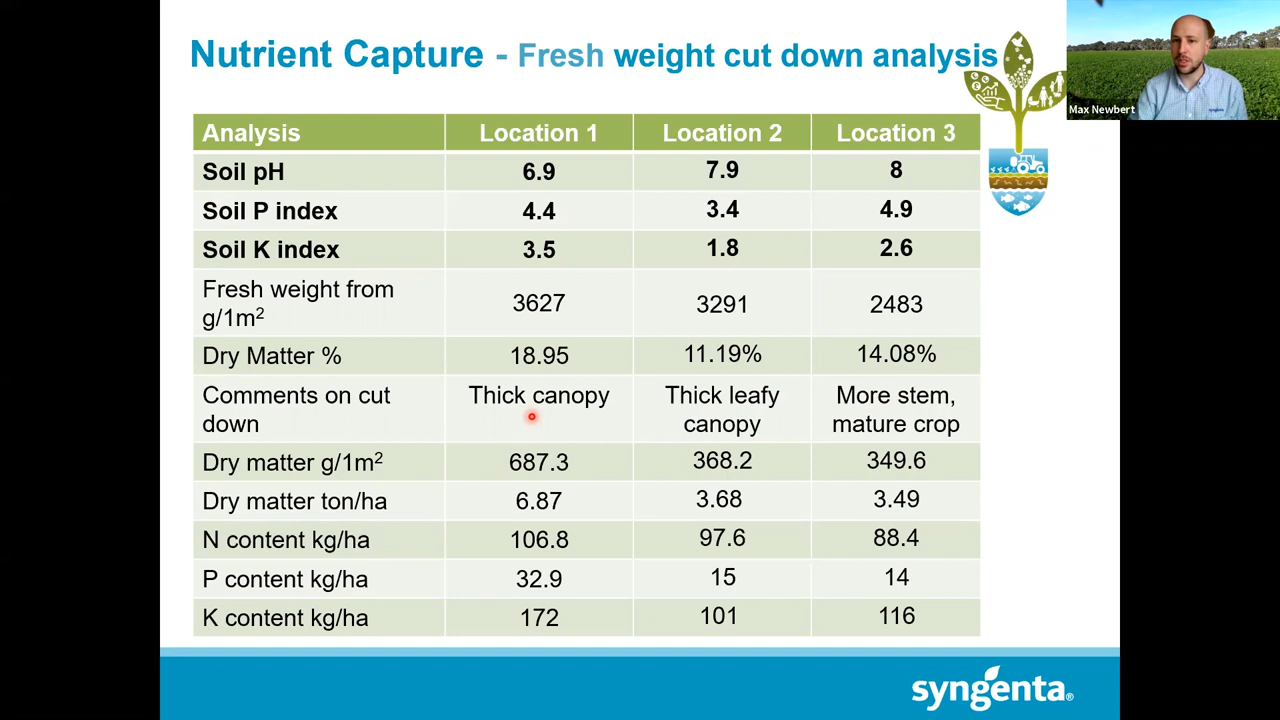 Nutrient Capture - Fresh weight cut down analysis
Max Newbert
Analysis Location 1 Location 2 Location 3
Soil pH 6.9 7.9 8
Soil P index 4.4 3.4 4.9
Soil K index 3.5 1.8 2.6
Fresh weight from
g/1m² 3627 3291 2483
Dry Matter % 18.95 11.19% 14.08%
Comments on cut Thick canopy Thick leafy More stem,
down canopy mature crop
Dry matter g/1m² 687.3 368.2 349.6
Dry matter ton/ha 6.87 3.68 3.49
N content kg/ha 106.8 97.6 88.4
P content kg/ha 32.9 15 14
K content kg/ha 172 101 116
syngenta®